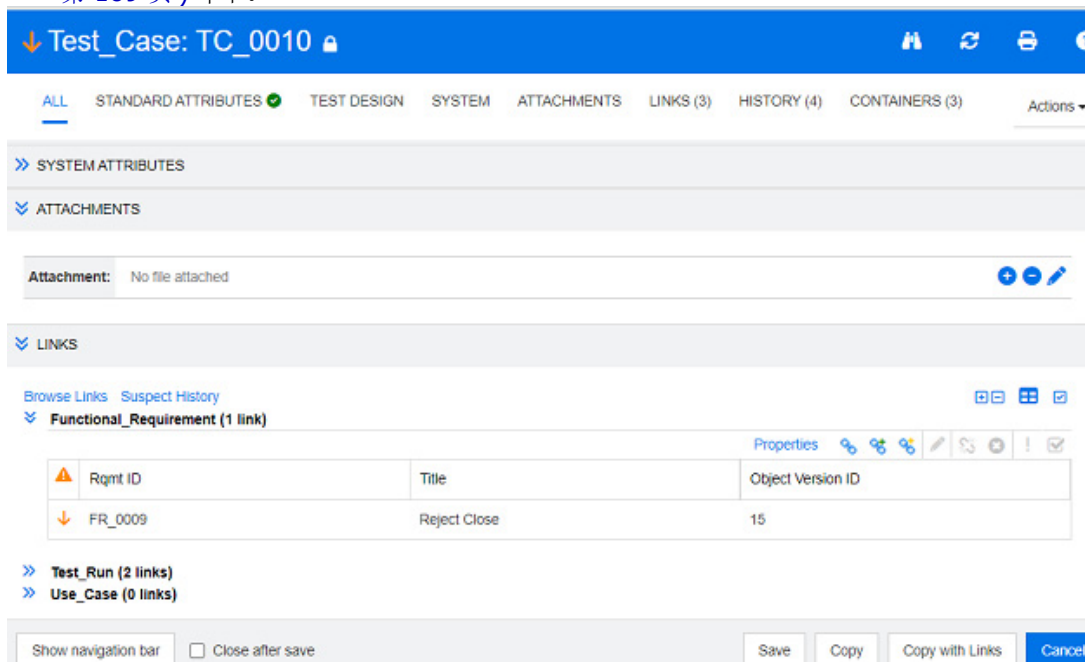 Test_Case: TC_0010
ALL STANDARD ATTRIBUTES TEST DESIGN SYSTEM ATTACHMENTS LINKS (3) HISTORY (4) CONTAINERS (3) Actions
SYSTEM ATTRIBUTES
ATTACHMENTS
Attachment: No file attached
LINKS
Browse Links Suspect History
Functional_Requirement (1 link)
Properties
Rqmt ID Title Object Version ID
FR_0009 Reject Close 15
Test_Run (2 links)
Use_Case (0 links)
Show navigation bar Close after save Save Copy Copy with Links Cancel